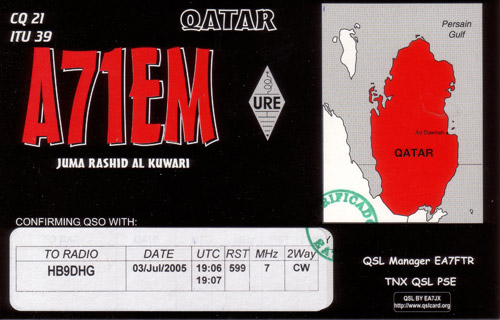 CQ 21
ITU 39
QATAR
A71EM
JUMA RASHID AL KUWARI
URE
Persain
Gulf
Ad Dawhah
QATAR
CONFIRMING QSO WITH:
TO RADIO DATE UTC RST MHz 2Way
HB9DHG 03/Jul/2005 19:06 599 7 CW
19:07
QSL Manager EA7FTR
TNX QSL PSE
QSL BY EA7JX
www.qslcard.org